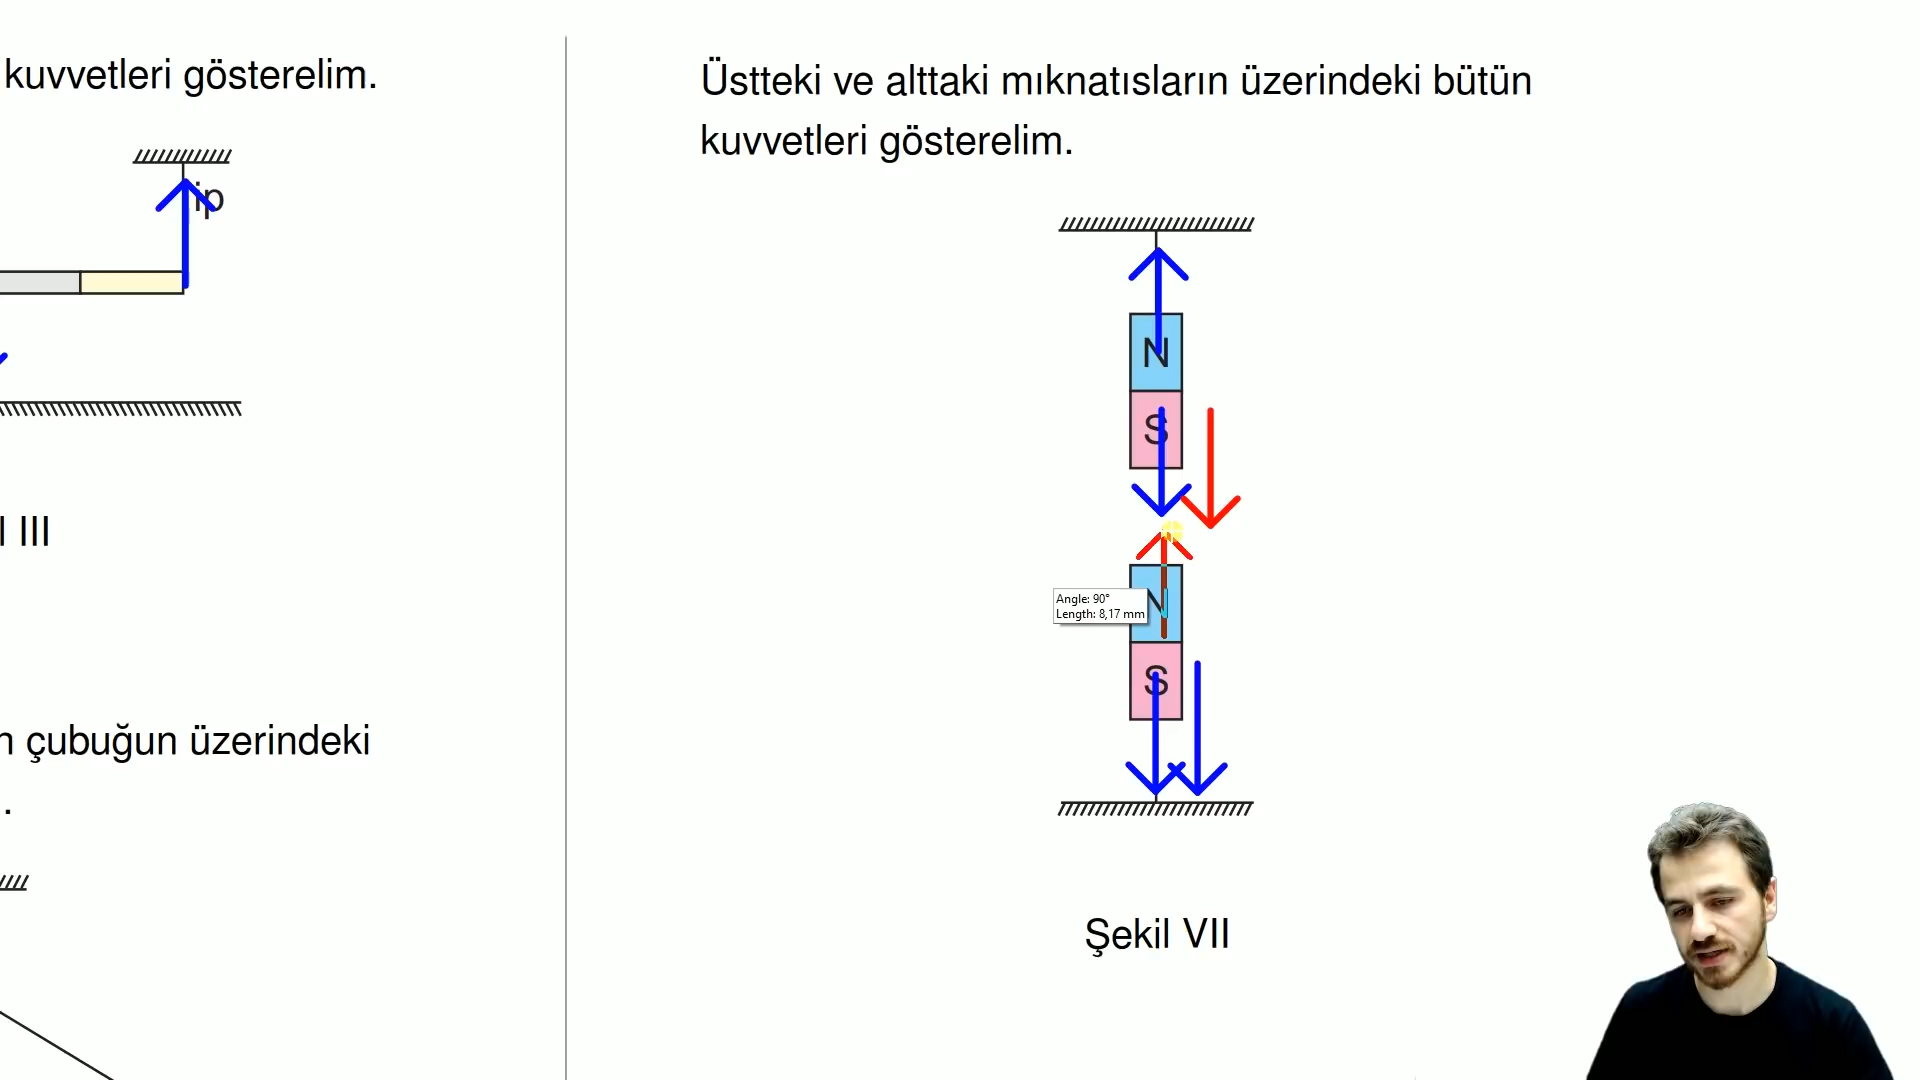 kuvvetleri gösterelim.
ip
l III
n çubuğun üzerindeki
.
Üstteki ve alttaki mıknatısların üzerindeki bütün
kuvvetleri gösterelim.
N
S
N
Angle: 90°
Length: 8,17 mm
S
Şekil VII